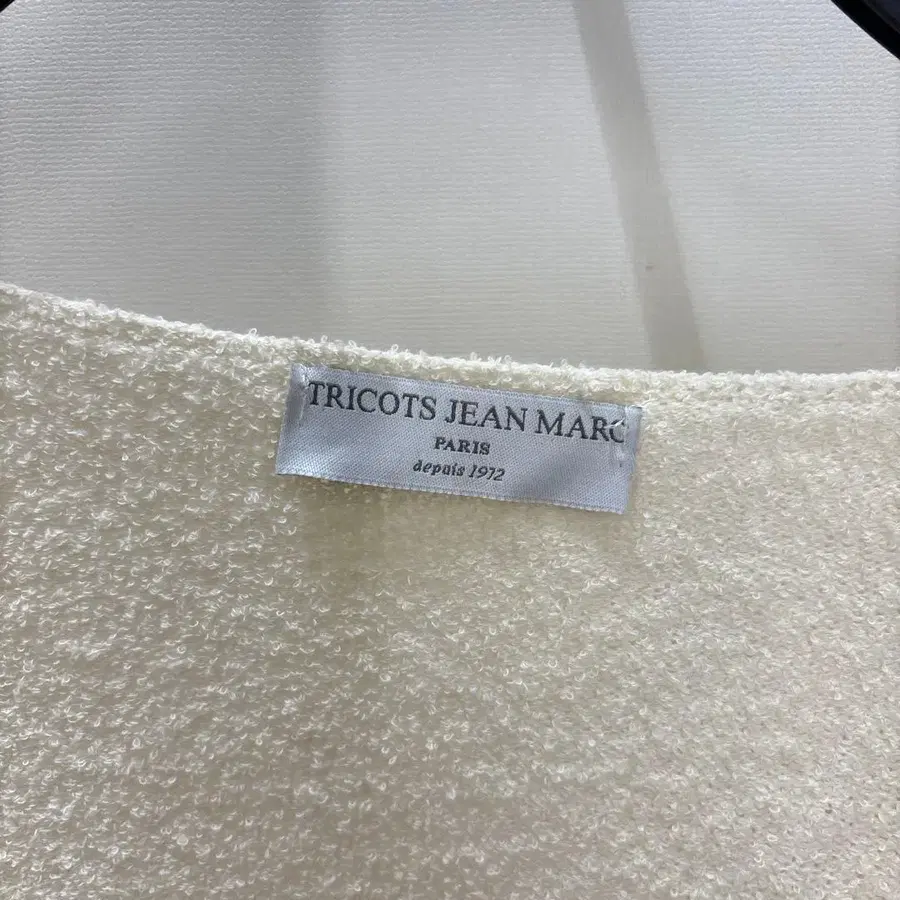 TRICOTS JEAN MARC
PARIS
depuis 1972